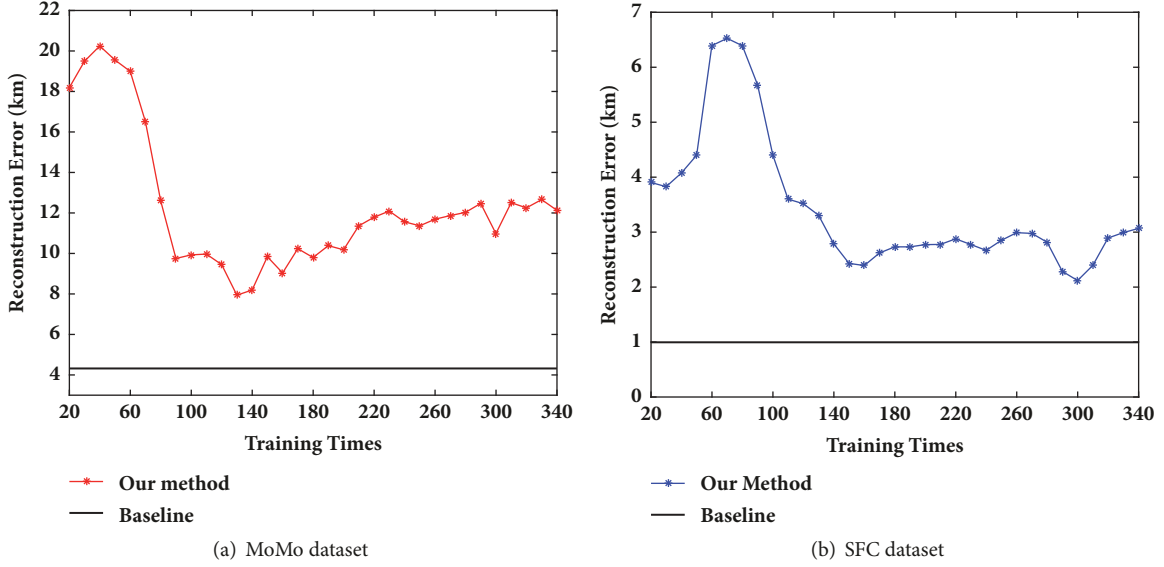 22
20
18
16
14
12
10
8
6
4
Reconstruction Error (km)
20 60 100 140 180 220 260 300 340
Training Times
Our method
Baseline
(a) MoMo dataset
7
6
5
4
3
2
1
0
Reconstruction Error (km)
20 60 100 140 180 220 260 300 340
Training Times
Our Method
Baseline
(b) SFC dataset